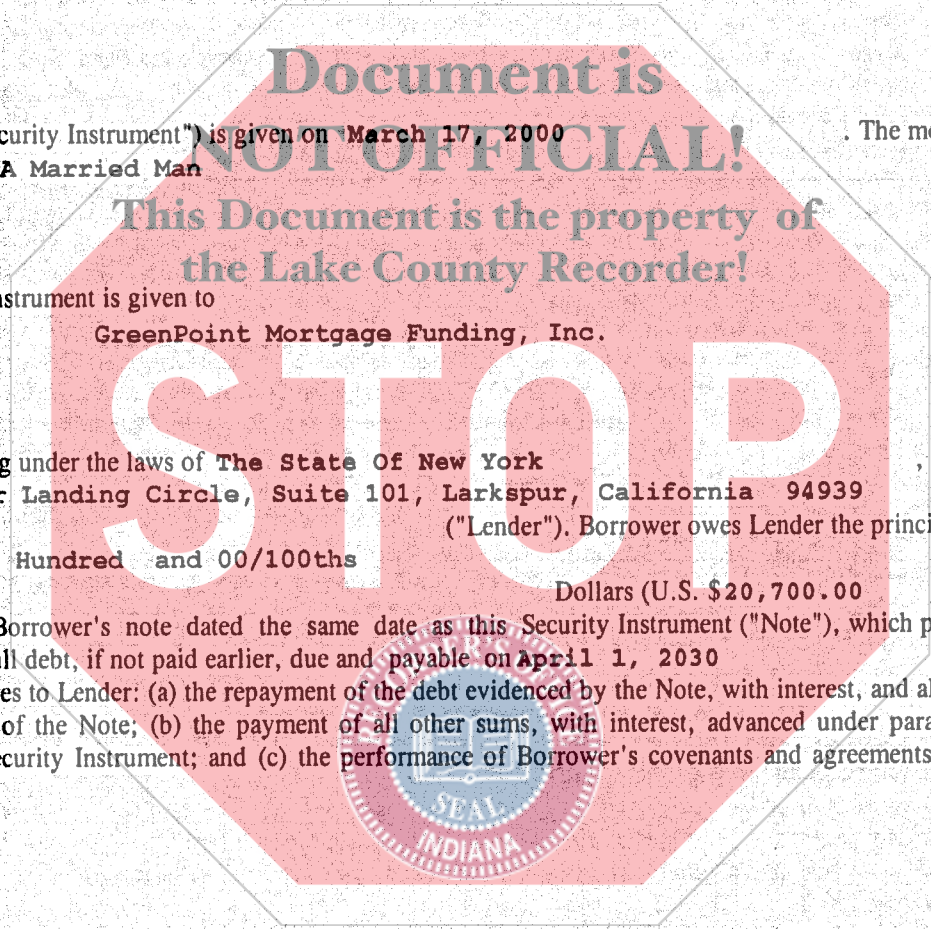 Document is
curity Instrument") is given on March 17, 2000 . The mo
NOT OFFICIAL!
A Married Man
This Document is the property of
the Lake County Recorder!
nstrument is given to
GreenPoint Mortgage Funding, Inc.
STOP
g under the laws of The State Of New York ,
r Landing Circle, Suite 101, Larkspur, California 94939
("Lender"). Borrower owes Lender the princi
Hundred and 00/100ths
Dollars (U.S. $20,700.00
Borrower's note dated the same date as this Security Instrument ("Note"), which p
ll debt, if not paid earlier, due and payable on April 1, 2030
es to Lender: (a) the repayment of the debt evidenced by the Note, with interest, and al
of the Note; (b) the payment of all other sums, with interest, advanced under para
ecurity Instrument; and (c) the performance of Borrower's covenants and agreements
RECORDER'S OFFICE
SEAL
INDIANA